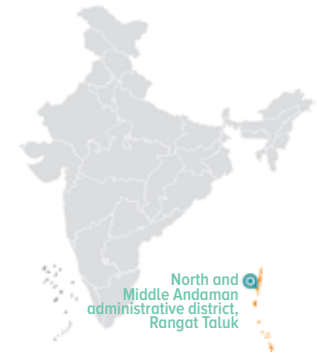 North and
Middle Andaman
administrative district,
Rangat Taluk